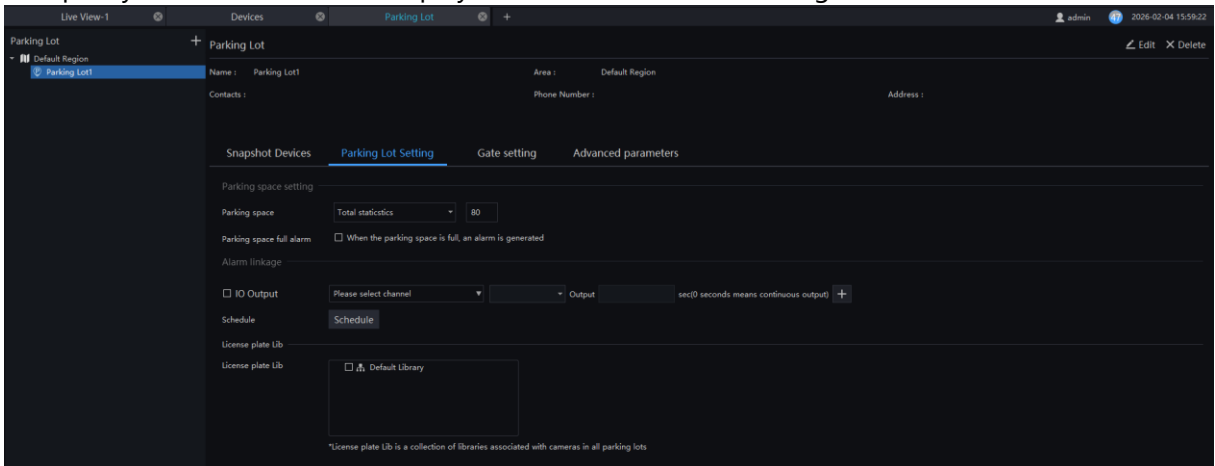 Live View-1 Devices Parking Lot + admin 47 2026-02-04 15:59:22
Parking Lot +
Default Region
Parking Lot1
Parking Lot Edit Delete
Name : Parking Lot1 Area : Default Region
Contacts : Phone Number : Address :
Snapshot Devices Parking Lot Setting Gate setting Advanced parameters
Parking space setting
Parking space Total staticstics 80
Parking space full alarm When the parking space is full, an alarm is generated
Alarm linkage
IO Output Please select channel Output sec(0 seconds means continuous output) +
Schedule Schedule
License plate Lib
License plate Lib Default Library
*License plate Lib is a collection of libraries associated with cameras in all parking lots